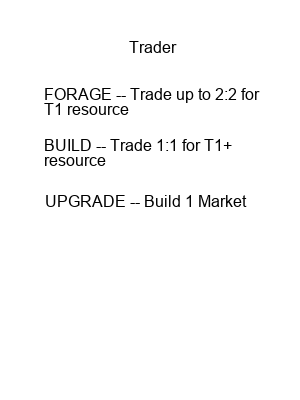 Trader
FORAGE -- Trade up to 2:2 for
T1 resource
BUILD -- Trade 1:1 for T1+
resource
UPGRADE -- Build 1 Market